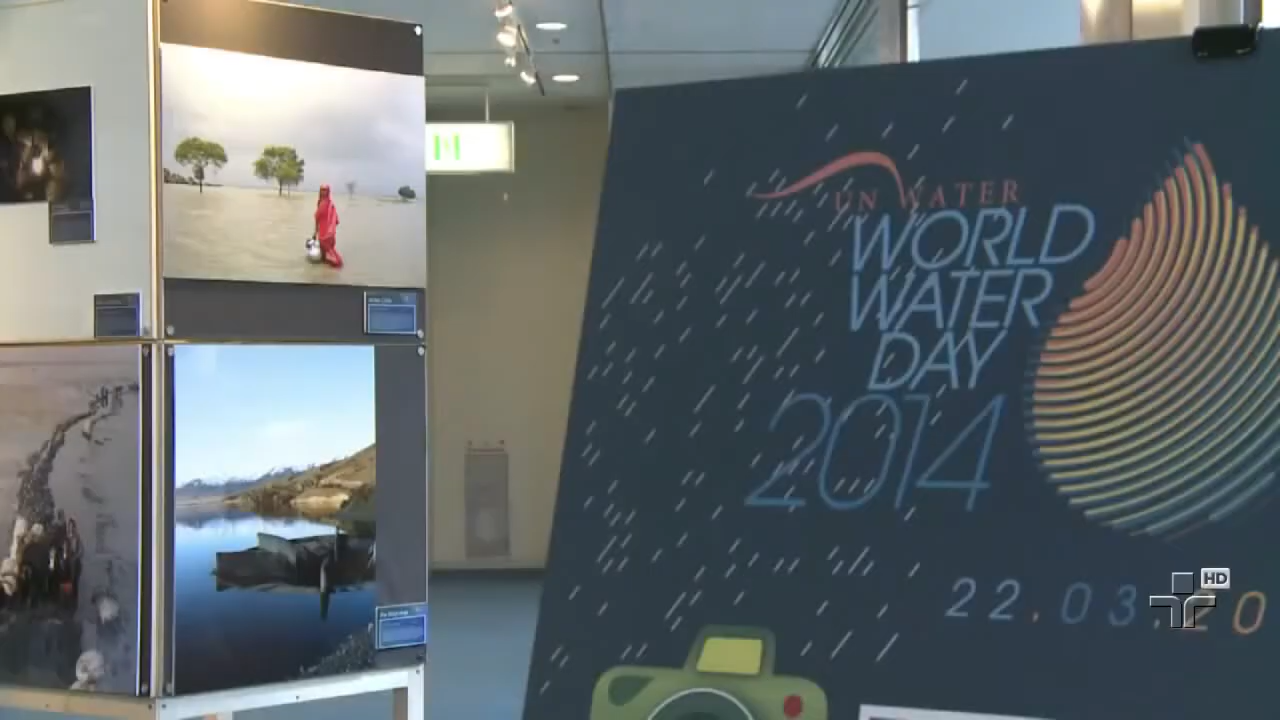 UN WATER
WORLD
WATER
DAY
2014
22.03.20
HD